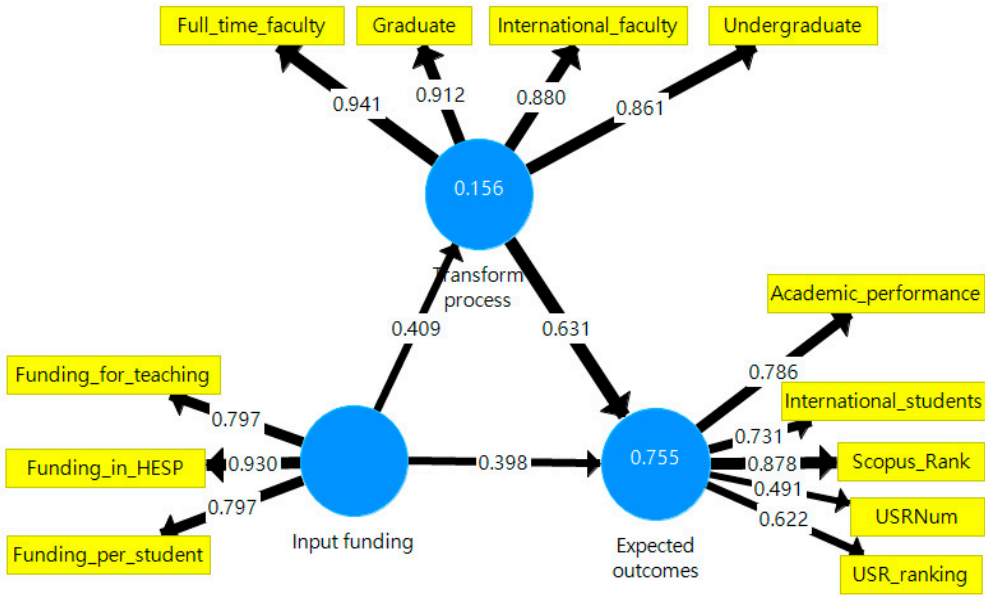 Full_time_faculty
Graduate
International_faculty
Undergraduate
0.941
0.912
0.880
0.861
0.156
Transform
process
0.409
0.631
Academic_performance
0.786
Funding_for_teaching
0.797
International_students
0.731
Funding_in_HESP
0.930
0.398
0.755
0.878
Scopus_Rank
0.797
0.491
USRNum
0.622
Funding_per_student
Input funding
Expected
outcomes
USR_ranking